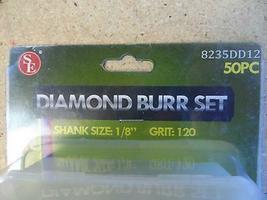 SE
8235DD12
50PC
DIAMOND BURR SET
SHANK SIZE: 1/8" GRIT: 120